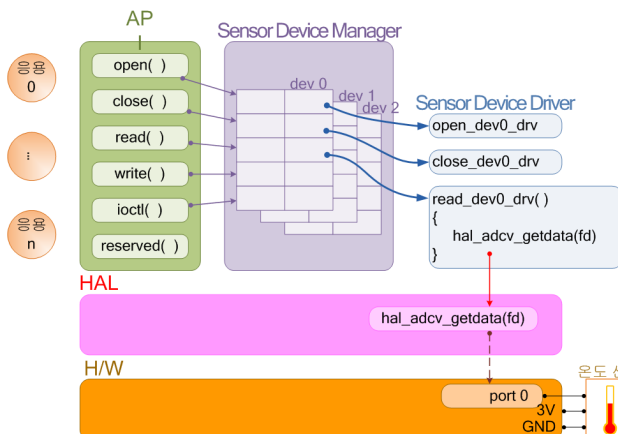 AP
Sensor Device Manager
응용
0
...
응용
n
open( )
close( )
read( )
write( )
ioctl( )
reserved( )
dev 0
dev 1
dev 2
Sensor Device Driver
open_dev0_drv
close_dev0_drv
read_dev0_drv( )
{
hal_adcv_getdata(fd)
}
HAL
hal_adcv_getdata(fd)
H/W
port 0
3V
GND
온도